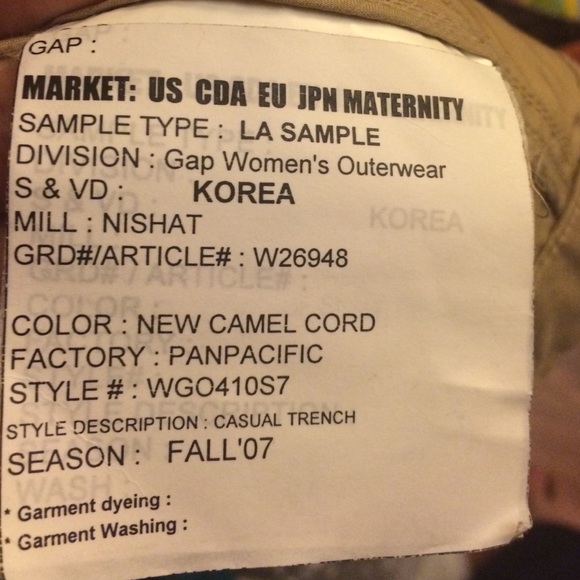 GAP :
MARKET: US CDA EU JPN MATERNITY
SAMPLE TYPE : LA SAMPLE
DIVISION : Gap Women's Outerwear
S & VD : KOREA
MILL : NISHAT
GRD#/ARTICLE# : W26948
COLOR : NEW CAMEL CORD
FACTORY : PANPACIFIC
STYLE # : WGO410S7
STYLE DESCRIPTION : CASUAL TRENCH
SEASON : FALL'07
* Garment dyeing :
* Garment Washing :